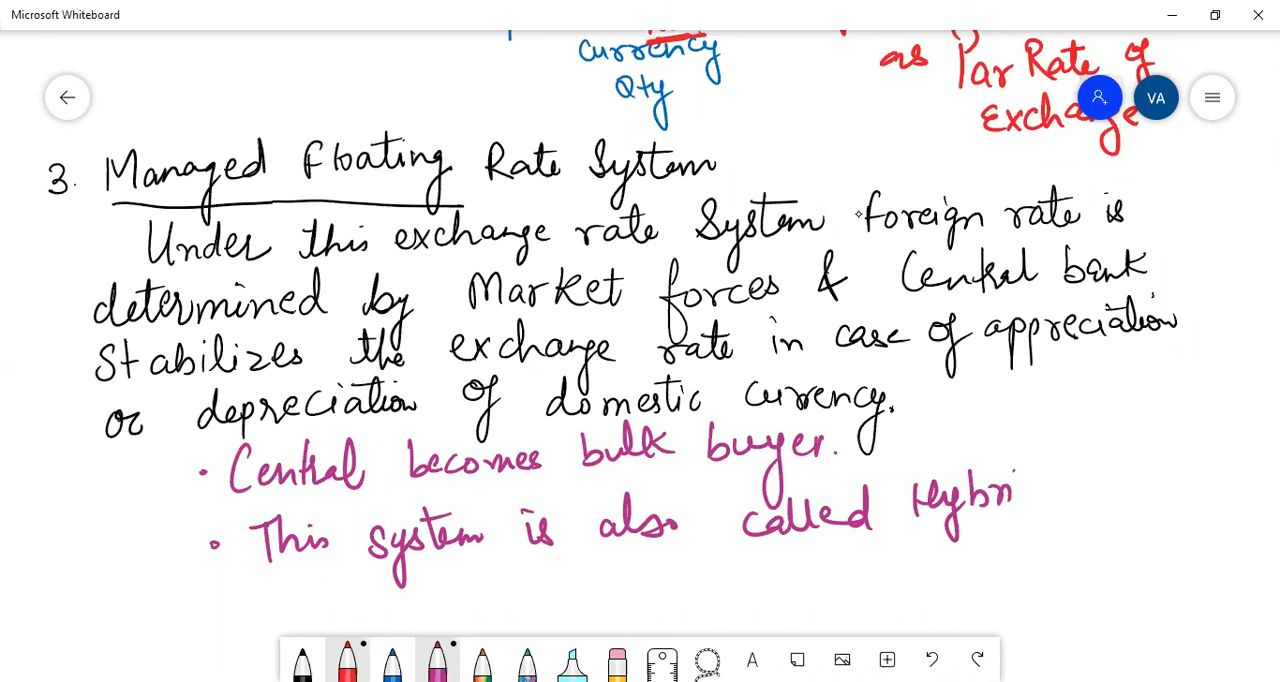 Microsoft Whiteboard
currency
Qty
as Par Rate of
Exchange
VA
3. Managed Floating Rate System
Under this exchange rate System foreign rate is
determined by Market forces & Central bank
Stabilizes the exchange rate in case of appreciation
or depreciation of domestic currency.
• Central becomes bulk buyer.
• This system is also called Hybri
A